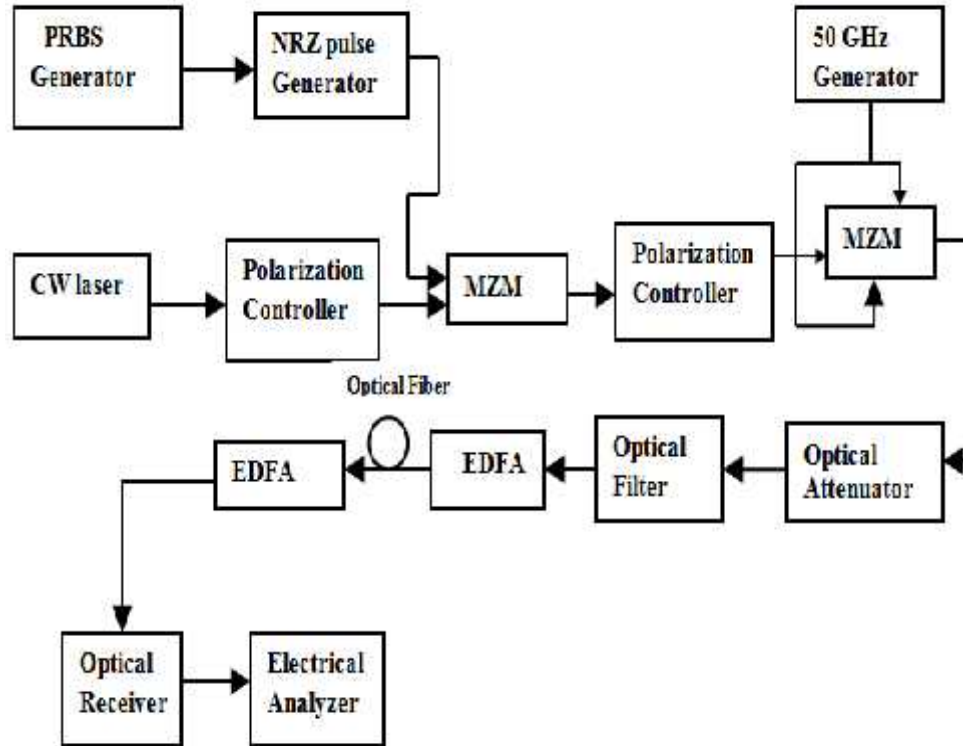 PRBS
Generator
NRZ pulse
Generator
50 GHz
Generator
CW laser
Polarization
Controller
MZM
Polarization
Controller
MZM
Optical Fiber
EDFA
EDFA
Optical
Filter
Optical
Attenuator
Optical
Receiver
Electrical
Analyzer